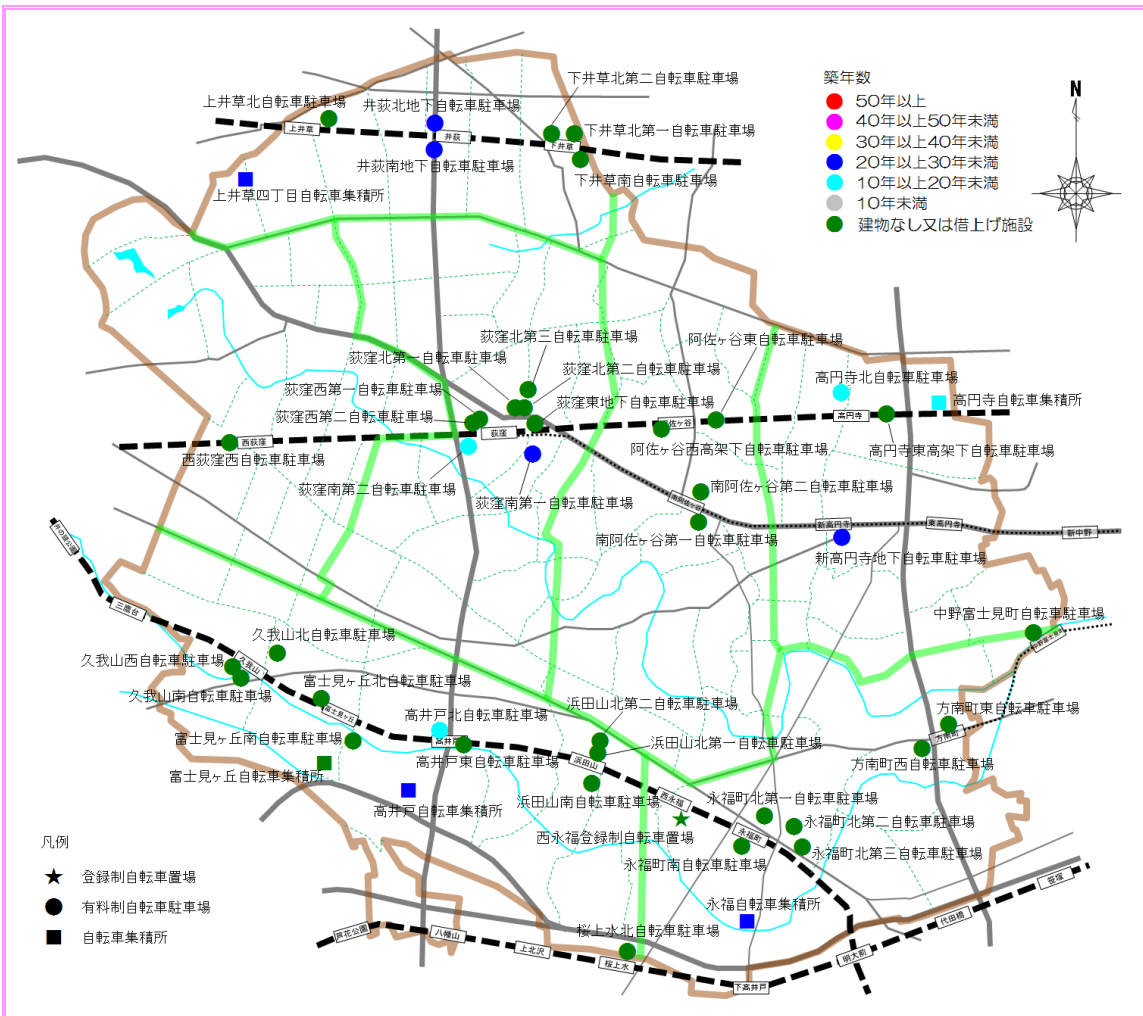 築年数
50年以上
40年以上50年未満
30年以上40年未満
20年以上30年未満
10年以上20年未満
10年未満
建物なし又は借上げ施設
N
下井草北第二自転車駐車場
上井草北自転車駐車場
井荻北地下自転車駐車場
上井草
井荻
下井草
下井草北第一自転車駐車場
井荻南地下自転車駐車場
下井草南自転車駐車場
上井草四丁目自転車集積所
荻窪北第三自転車駐車場
阿佐ヶ谷東自転車駐車場
荻窪北第一自転車駐車場
荻窪北第二自転車駐車場
高円寺北自転車駐車場
荻窪西第一自転車駐車場
荻窪東地下自転車駐車場
高円寺自転車集積所
荻窪西第二自転車駐車場
高円寺
佐ヶ谷
荻窪
西荻窪
西荻窪西自転車駐車場
阿佐ヶ谷西高架下自転車駐車場
高円寺東高架下自転車駐車場
荻窪南第二自転車駐車場
荻窪南第一自転車駐車場
南阿佐ヶ谷第二自転車駐車場
南阿佐ヶ谷
新高円寺
東高円寺
新中野
南阿佐ヶ谷第一自転車駐車場
新高円寺地下自転車駐車場
井の頭公園
三鷹台
中野富士見町自転車駐車場
中野富士見町
久我山北自転車駐車場
久我山西自転車駐車場
久我山
久我山南自転車駐車場
富士見ヶ丘北自転車駐車場
富士見ヶ丘
浜田山北第二自転車駐車場
方南町東自転車駐車場
高井戸北自転車駐車場
富士見ヶ丘南自転車駐車場
高井戸
浜田山北第一自転車駐車場
方南町
高井戸東自転車駐車場
浜田山
方南町西自転車駐車場
富士見ヶ丘自転車集積所
高井戸自転車集積所
浜田山南自転車駐車場
西永福
永福町北第一自転車駐車場
永福町北第二自転車駐車場
西永福登録制自転車置場
永福町
永福町北第三自転車駐車場
永福町南自転車駐車場
永福自転車集積所
笹塚
代田橋
桜上水北自転車駐車場
芦花公園
八幡山
上北沢
桜上水
明大前
下高井戸
凡例
登録制自転車置場
有料制自転車駐車場
自転車集積所